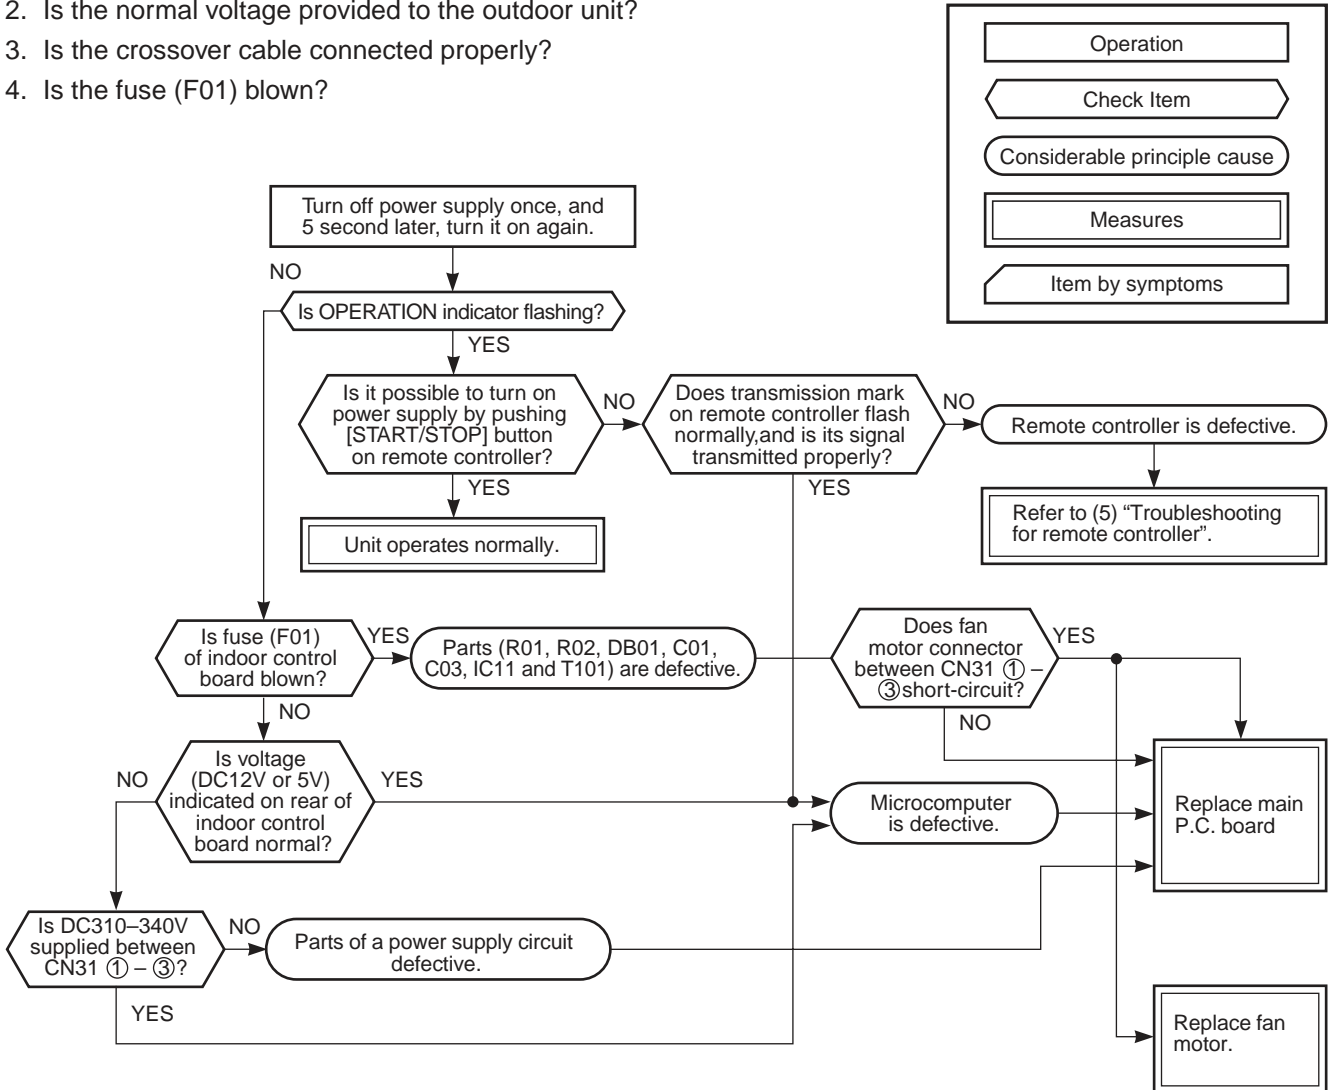 2. Is the normal voltage provided to the outdoor unit?
3. Is the crossover cable connected properly?
4. Is the fuse (F01) blown?
Operation
Check Item
Considerable principle cause
Measures
Item by symptoms
Turn off power supply once, and
5 second later, turn it on again.
NO
Is OPERATION indicator flashing?
YES
Is it possible to turn on
power supply by pushing
[START/STOP] button
on remote controller?
NO
Does transmission mark
on remote controller flash
normally,and is its signal
transmitted properly?
NO
Remote controller is defective.
YES
YES
Unit operates normally.
Refer to (5) “Troubleshooting
for remote controller”.
Is fuse (F01)
of indoor control
board blown?
YES
Parts (R01, R02, DB01, C01,
C03, IC11 and T101) are defective.
Does fan
motor connector
between CN31 ① –
③short-circuit?
YES
NO
NO
Is voltage
(DC12V or 5V)
indicated on rear of
indoor control
board normal?
NO
YES
Microcomputer
is defective.
Replace main
P.C. board
Is DC310–340V
supplied between
CN31 ① – ③?
NO
Parts of a power supply circuit
defective.
YES
Replace fan
motor.